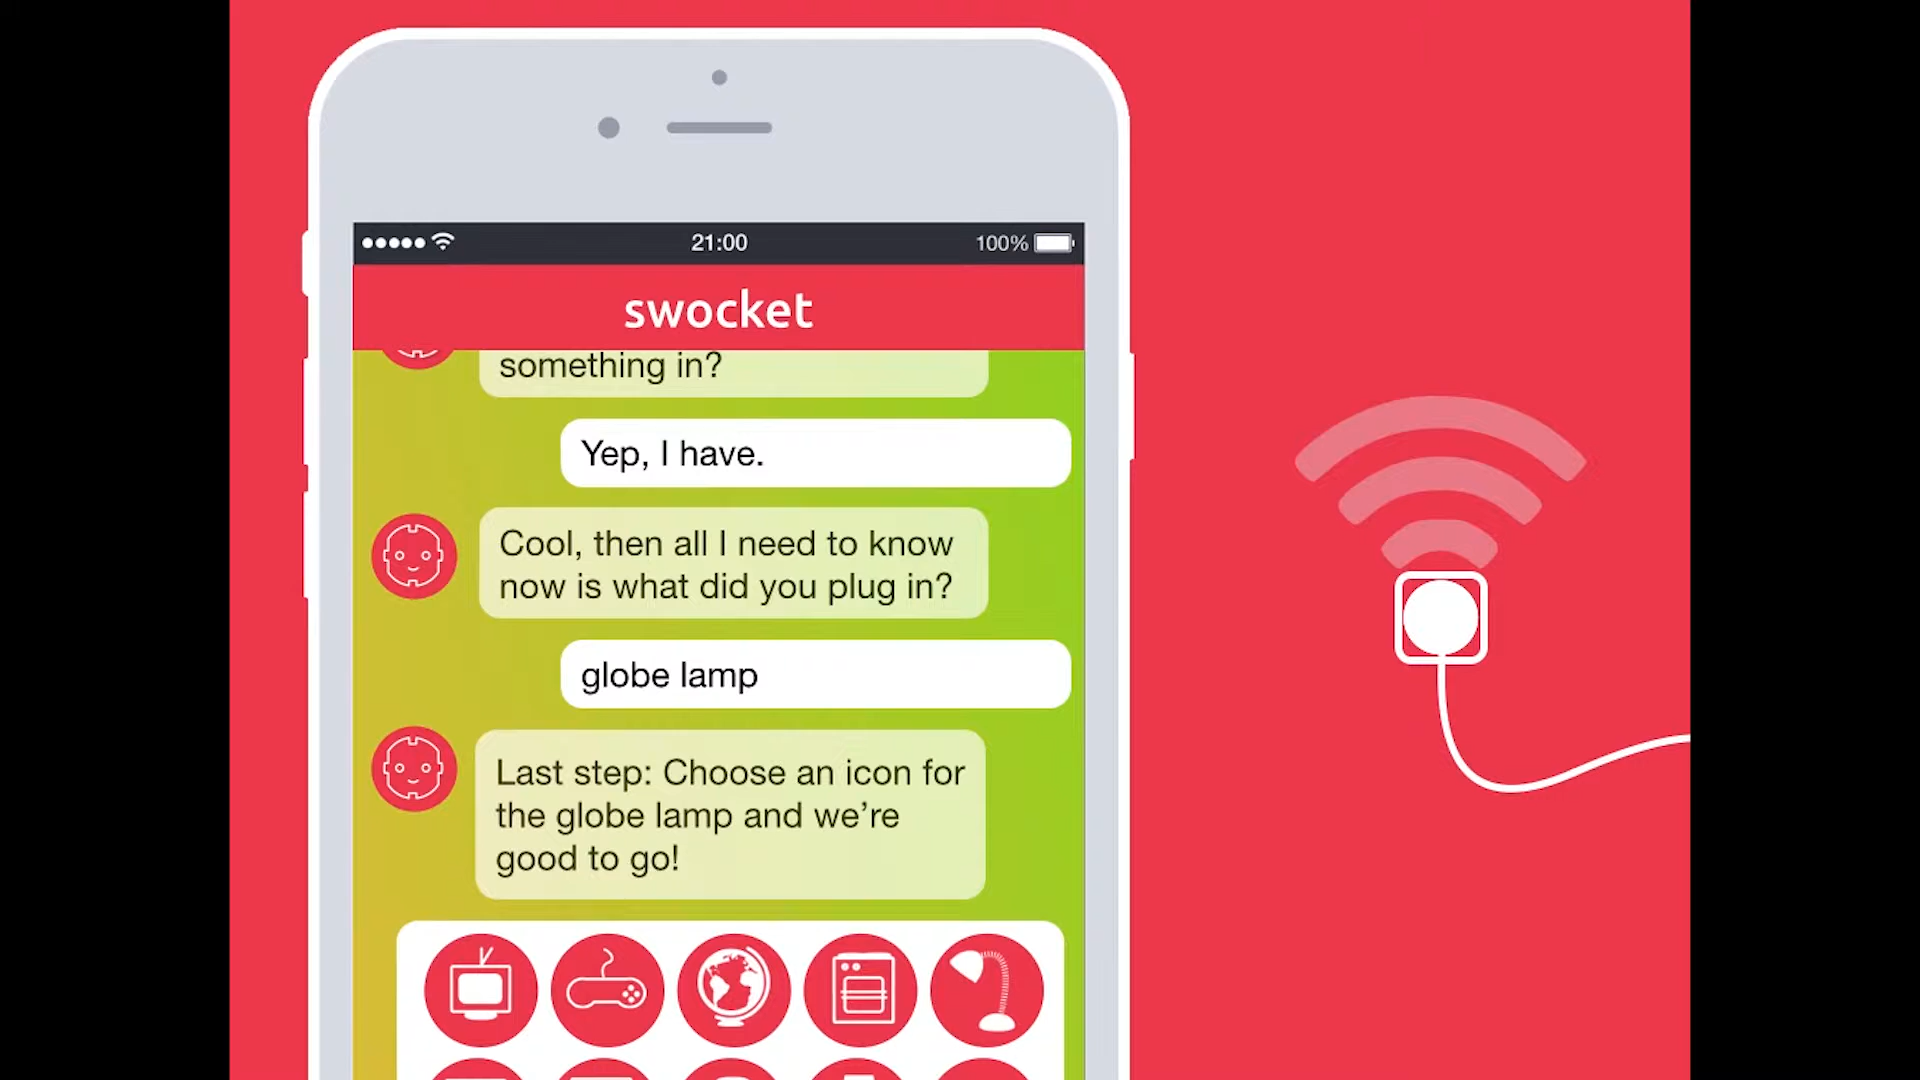 21:00
100%
swocket
something in?
Yep, I have.
Cool, then all I need to know
now is what did you plug in?
globe lamp
Last step: Choose an icon for
the globe lamp and we’re
good to go!